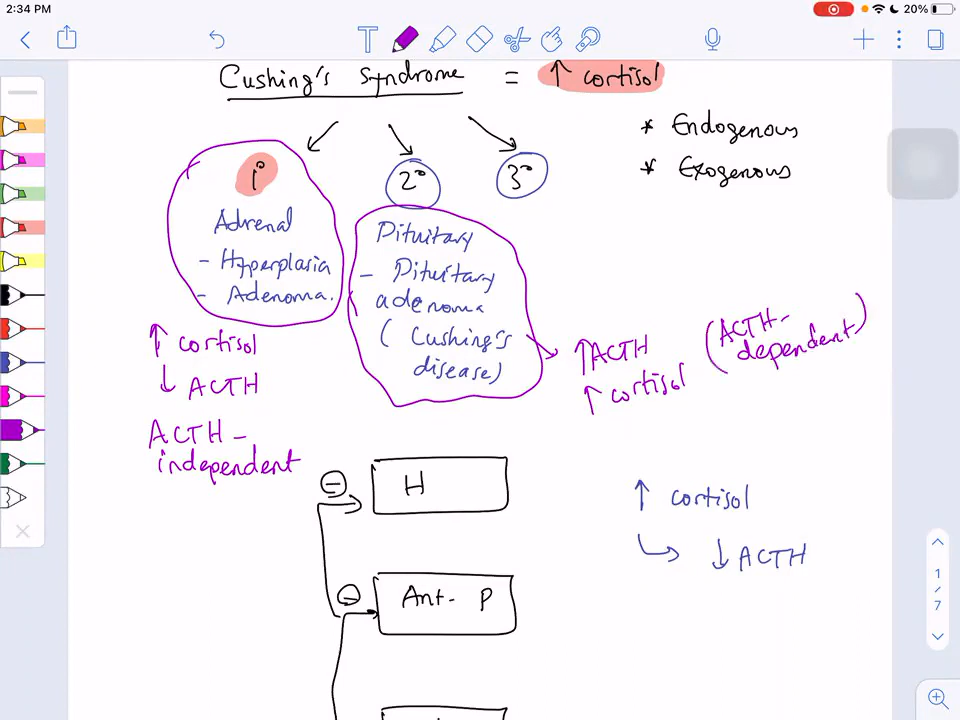 2:34 PM
20%
T
Cushing's Syndrome = ↑ cortisol
* Endogenous
* Exogenous
1°
2°
3°
Adrenal
- Hyperplasia
- Adenoma.
Pituitary
- Pituitary
adenoma
( Cushing's
disease)
↑ cortisol
↓ ACTH
ACTH -
independent
↑ACTH
↑ cortisol
(ACTH-
dependent)
⊖
H
↑ cortisol
↓ ACTH
⊖
Ant- P
1
/
7